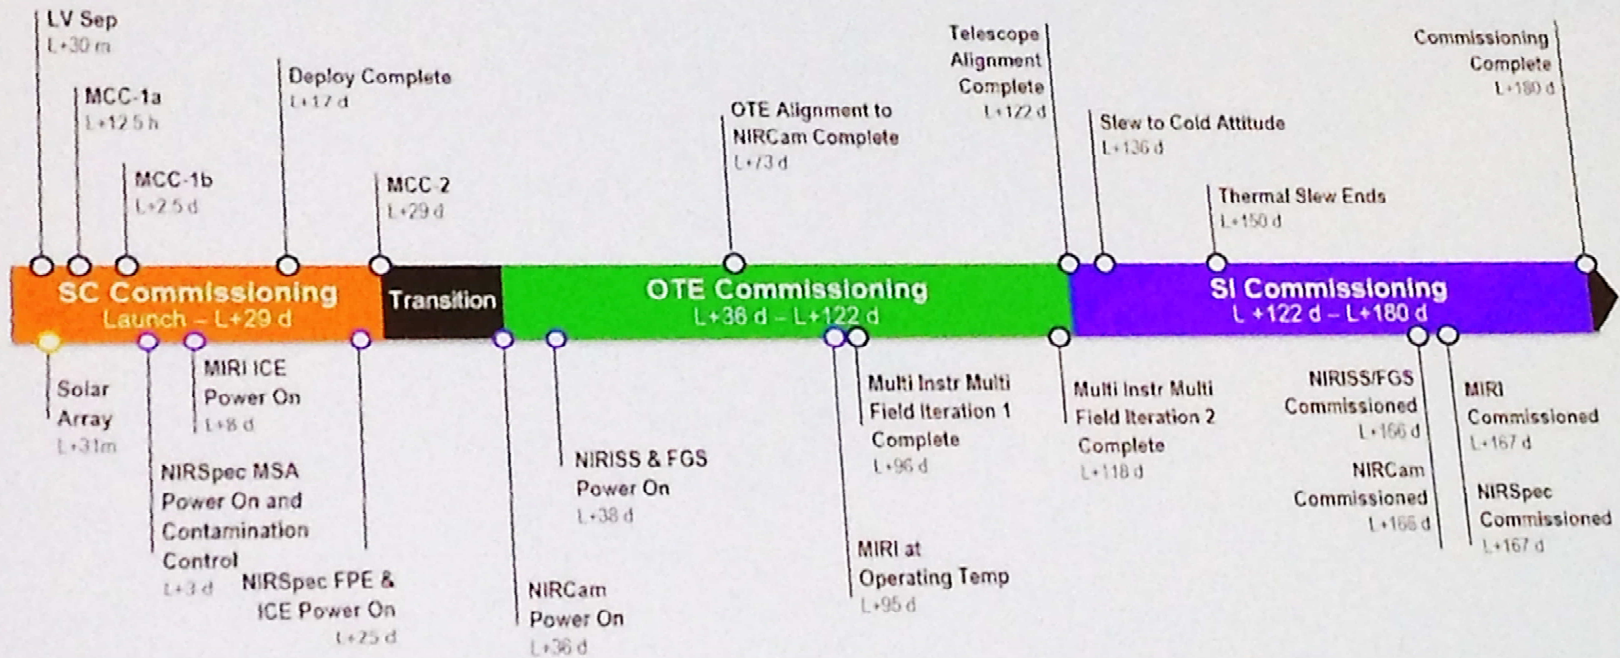 LV Sep
L+30 m
MCC-1a
L+12.5 h
MCC-1b
L+2.5 d
Deploy Complete
L+17 d
MCC-2
L+29 d
OTE Alignment to
NIRCam Complete
L+73 d
Telescope
Alignment
Complete
L+122 d
Slew to Cold Attitude
L+136 d
Thermal Slew Ends
L+150 d
Commissioning
Complete
L+180 d
SC Commissioning
Launch – L+29 d
Transition
OTE Commissioning
L+36 d – L+122 d
SI Commissioning
L +122 d – L+180 d
Solar
Array
L+31m
MIRI ICE
Power On
L+8 d
NIRSpec MSA
Power On and
Contamination
Control
L+3 d
NIRSpec FPE &
ICE Power On
L+25 d
NIRCam
Power On
L+36 d
NIRISS & FGS
Power On
L+38 d
Multi Instr Multi
Field Iteration 1
Complete
L+96 d
MIRI at
Operating Temp
L+95 d
Multi Instr Multi
Field Iteration 2
Complete
L+118 d
NIRISS/FGS
Commissioned
L+166 d
NIRCam
Commissioned
L+166 d
MIRI
Commissioned
L+167 d
NIRSpec
Commissioned
L+167 d